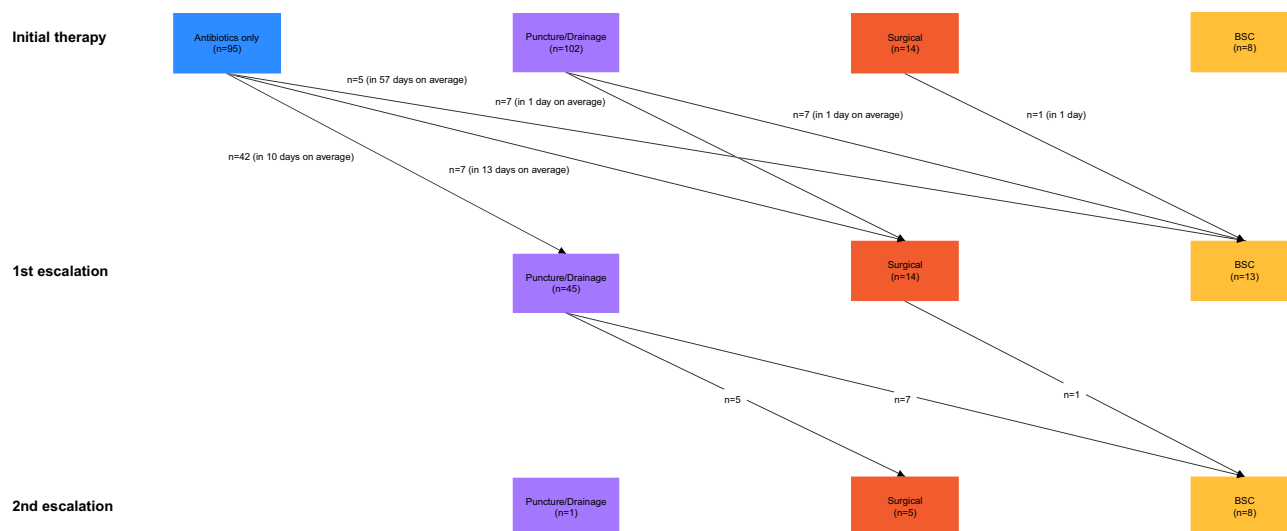 Initial therapy
Antibiotics only
(n=95)
Puncture/Drainage
(n=102)
Surgical
(n=14)
BSC
(n=8)
n=5 (in 57 days on average)
n=7 (in 1 day on average)
n=7 (in 1 day on average)
n=1 (in 1 day)
n=42 (in 10 days on average)
n=7 (in 13 days on average)
1st escalation
Puncture/Drainage
(n=45)
Surgical
(n=14)
BSC
(n=13)
n=5
n=7
n=1
2nd escalation
Puncture/Drainage
(n=1)
Surgical
(n=5)
BSC
(n=8)